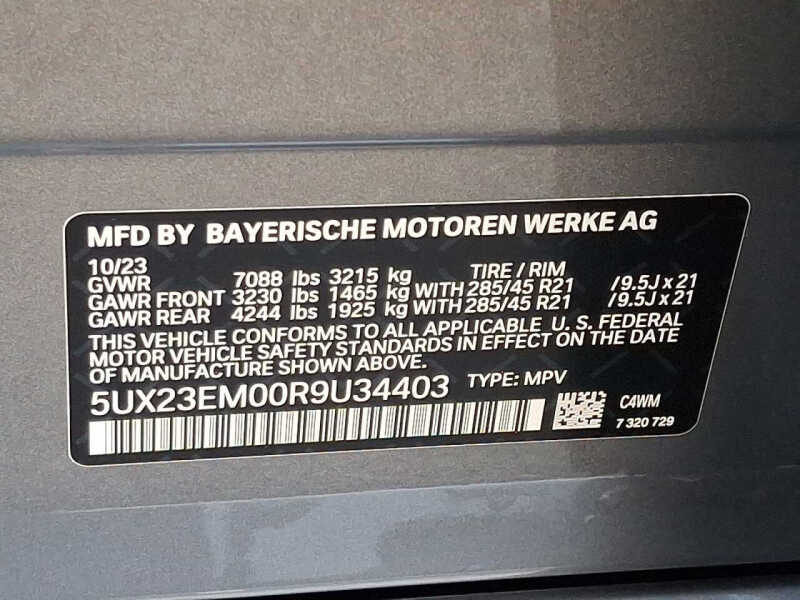 MFD BY BAYERISCHE MOTOREN WERKE AG
10/23 TIRE / RIM
GVWR 7088 lbs 3215 kg
GAWR FRONT 3230 lbs 1465 kg WITH 285/45 R21 /9.5J x 21
GAWR REAR 4244 lbs 1925 kg WITH 285/45 R21 /9.5J x 21
THIS VEHICLE CONFORMS TO ALL APPLICABLE U. S. FEDERAL
MOTOR VEHICLE SAFETY STANDARDS IN EFFECT ON THE DATE
OF MANUFACTURE SHOWN ABOVE.
5UX23EM00R9U34403 TYPE: MPV
C4WM
7 320 729